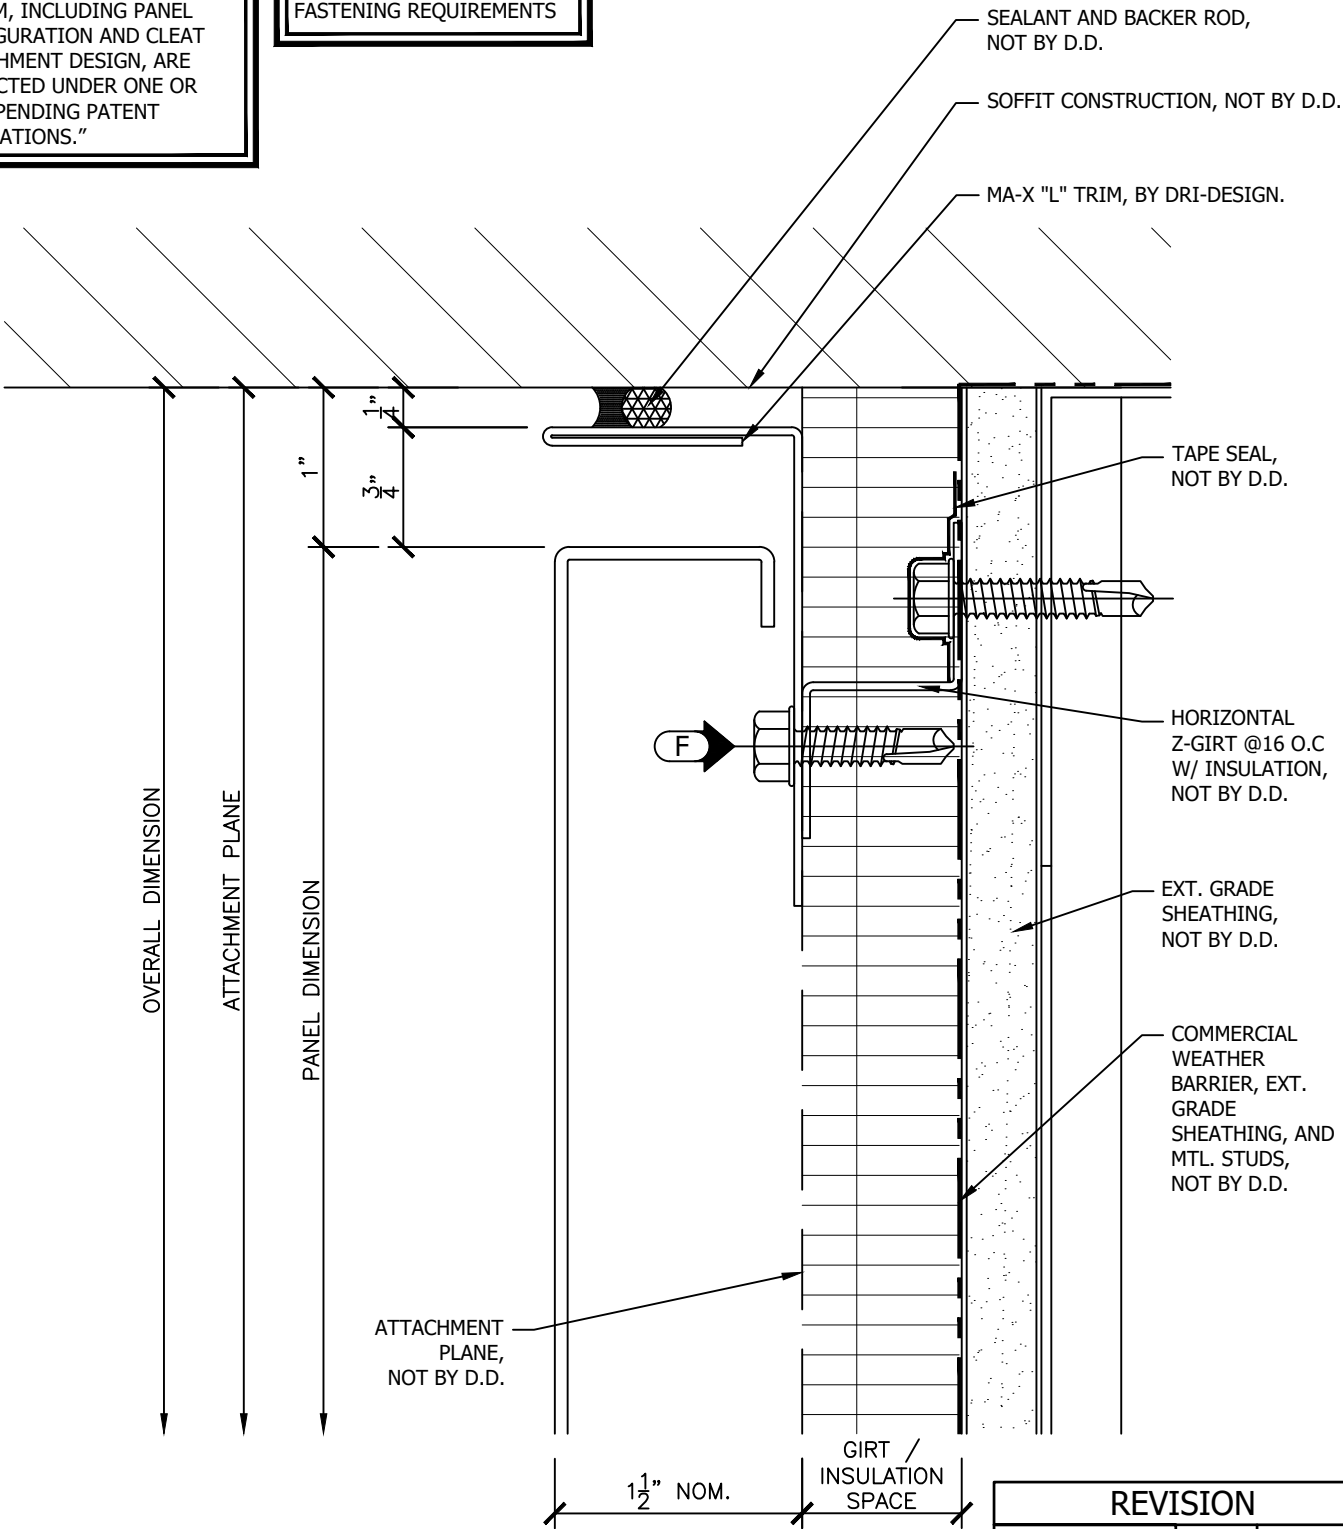 M, INCLUDING PANEL
GURATION AND CLEAT
HMENT DESIGN, ARE
CTED UNDER ONE OR
PENDING PATENT
ATIONS."
FASTENING REQUIREMENTS
SEALANT AND BACKER ROD,
NOT BY D.D.
SOFFIT CONSTRUCTION, NOT BY D.D.
MA-X "L" TRIM, BY DRI-DESIGN.
1/4"
1"
3/4"
TAPE SEAL,
NOT BY D.D.
F
HORIZONTAL
Z-GIRT @16 O.C
W/ INSULATION,
NOT BY D.D.
OVERALL DIMENSION
ATTACHMENT PLANE
PANEL DIMENSION
EXT. GRADE
SHEATHING,
NOT BY D.D.
COMMERCIAL
WEATHER
BARRIER, EXT.
GRADE
SHEATHING, AND
MTL. STUDS,
NOT BY D.D.
ATTACHMENT
PLANE,
NOT BY D.D.
1 1/2" NOM.
GIRT /
INSULATION
SPACE
REVISION